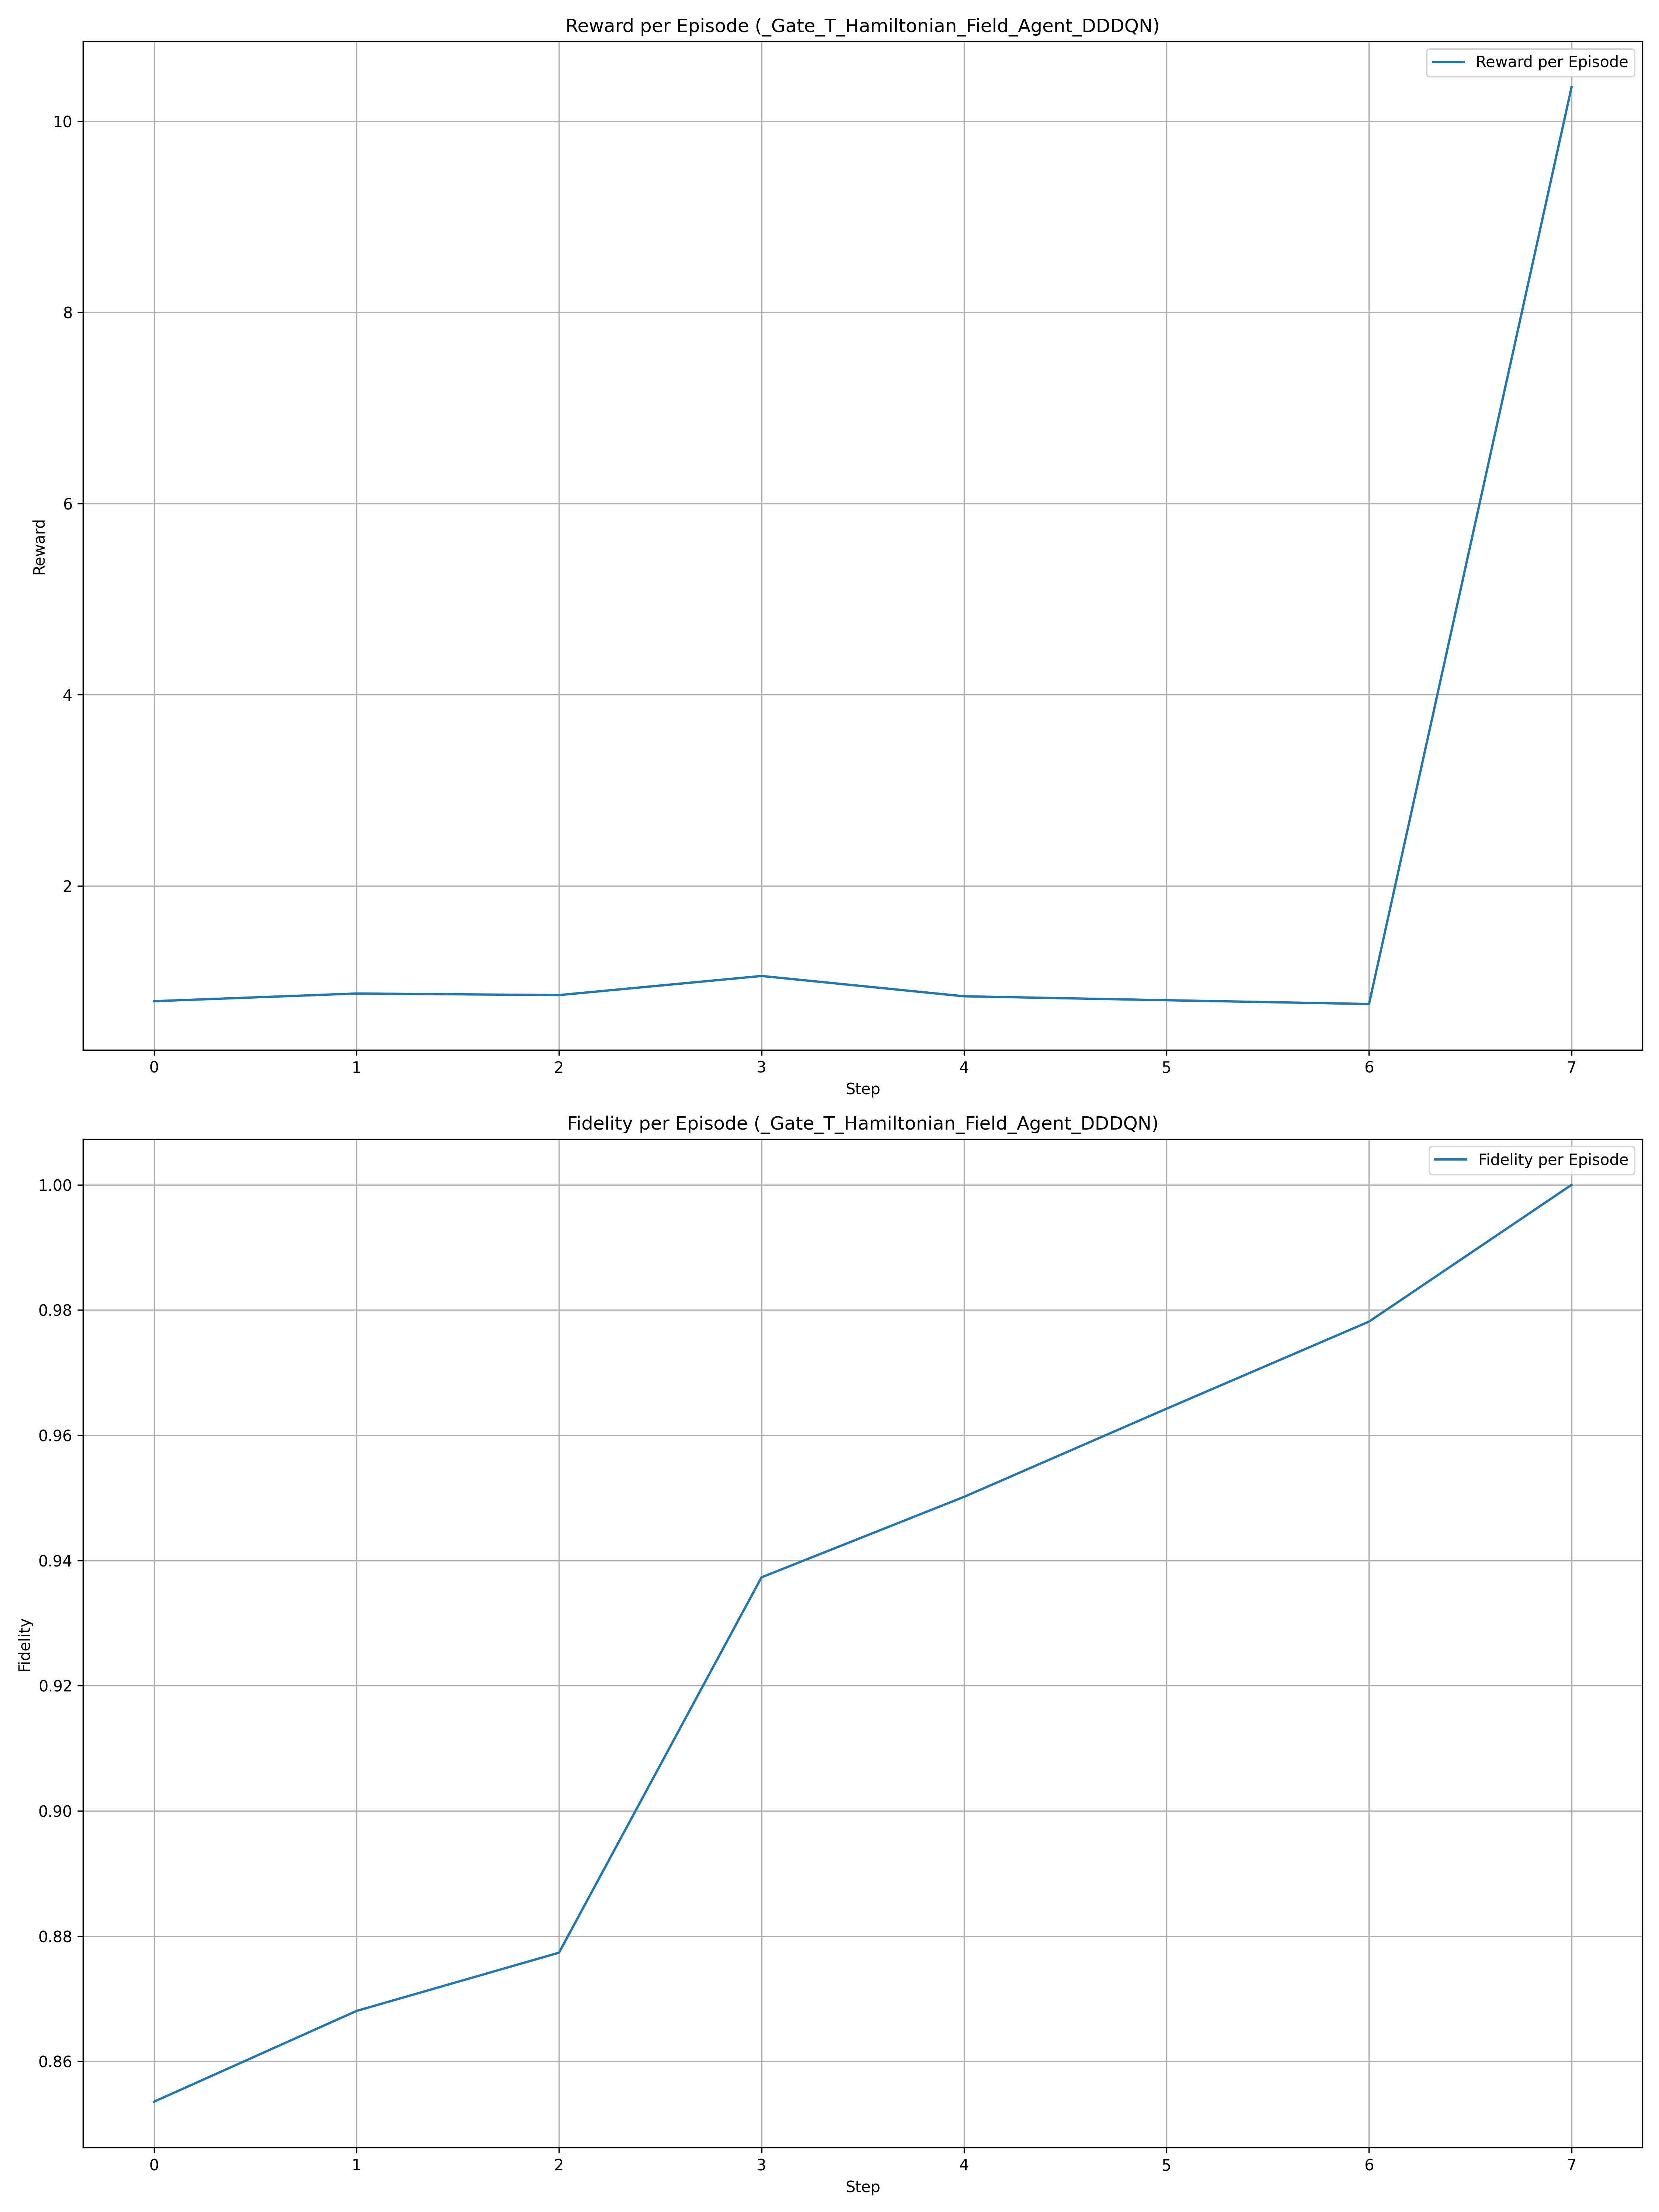 Reward per Episode (_Gate_T_Hamiltonian_Field_Agent_DDDQN)
Reward per Episode
10
8
6
4
2
Reward
0 1 2 3 4 5 6 7
Step
Fidelity per Episode (_Gate_T_Hamiltonian_Field_Agent_DDDQN)
Fidelity per Episode
1.00
0.98
0.96
0.94
0.92
0.90
0.88
0.86
Fidelity
0 1 2 3 4 5 6 7
Step